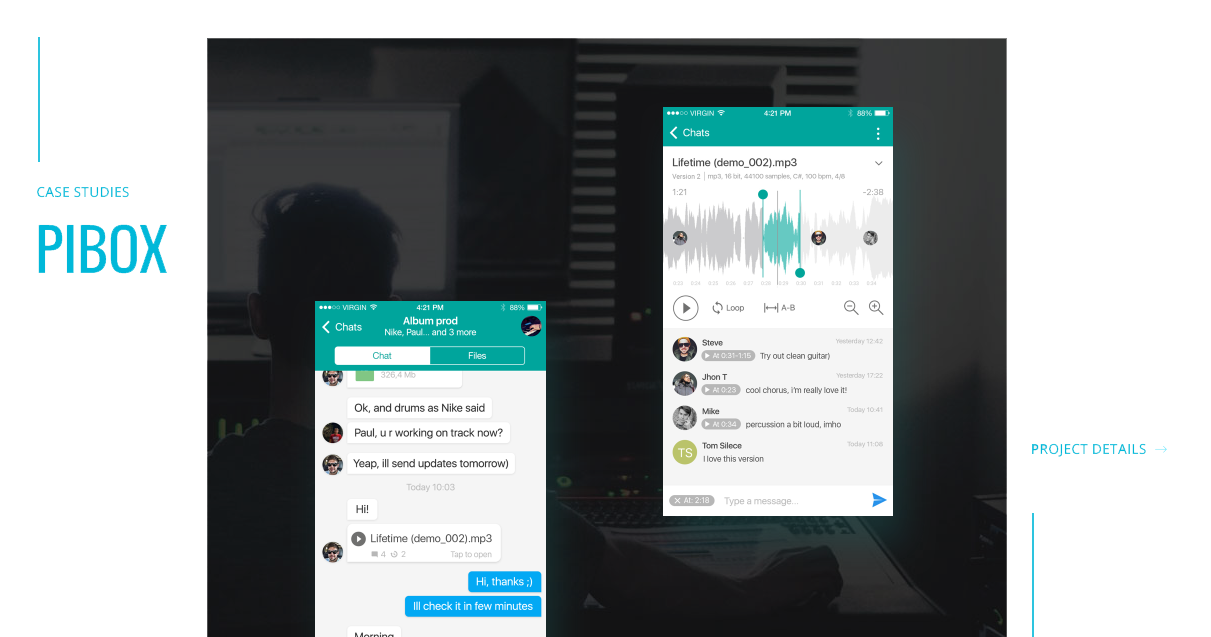 CASE STUDIES
PIBOX
VIRGIN 4:21 PM 88%
Chats
Album prod
Nike, Paul... and 3 more
Chat Files
326,4 Mb
Ok, and drums as Nike said
Paul, u r working on track now?
Yeap, ill send updates tomorrow)
Today 10:03
Hi!
Lifetime (demo_002).mp3
4 2 Tap to open
Hi, thanks ;)
Ill check it in few minutes
Morning
VIRGIN 4:21 PM 88%
Chats
Lifetime (demo_002).mp3
Version 2 | mp3, 16 bit, 44100 samples, C#, 100 bpm, 4/8
1:21 -2:38
Loop A-B
Steve Yesterday 12:42
At 0:31-1:15 Try out clean guitar)
Jhon T Yesterday 17:22
At 0:23 cool chorus, i'm really love it!
Mike Today 10:41
At 0:34 percussion a bit loud, imho
TS
Tom Silece Today 11:08
I love this version
At: 2:18 Type a message...
PROJECT DETAILS →